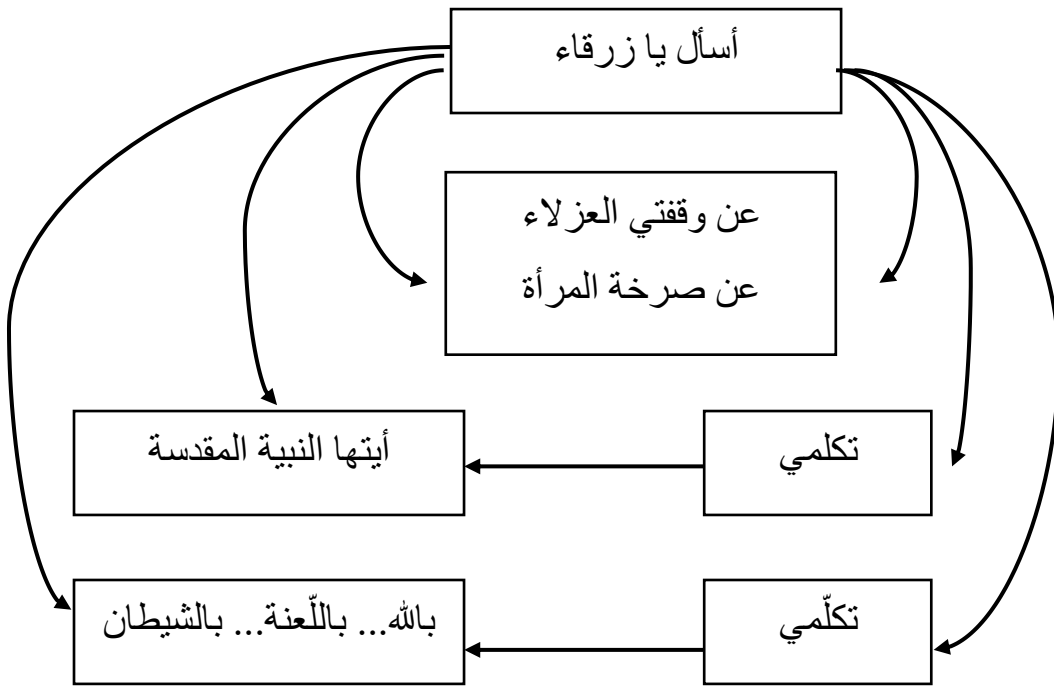 أسأل يا زرقاء
عن وقفتي العزلاء
عن صرخة المرأة
تكلمي
أيتها النبية المقدسة
تكلّمي
بالله... باللّعنة... بالشيطان